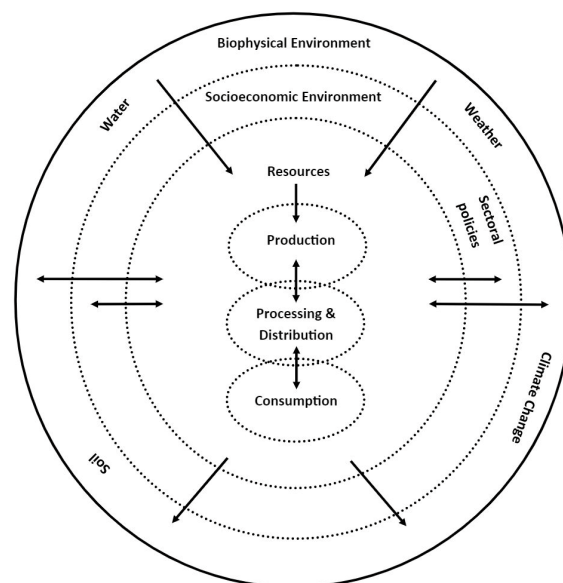 Biophysical Environment
Socioeconomic Environment
Water
Weather
Resources
Sectoral
policies
Production
Processing &
Distribution
Consumption
Climate Change
Soil